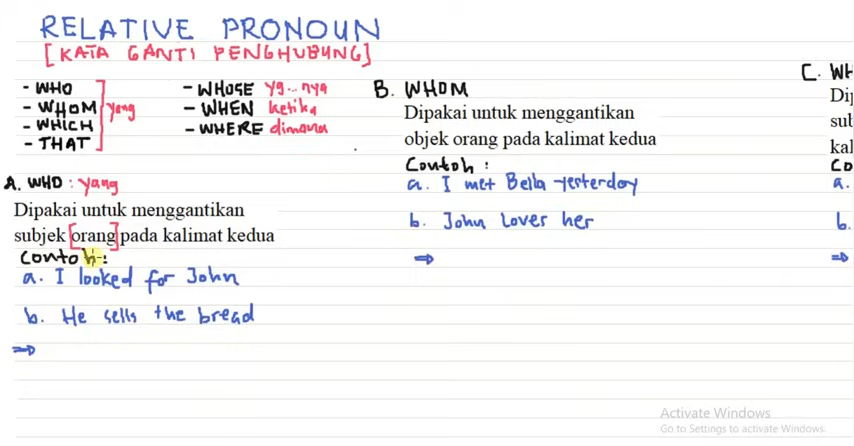 RELATIVE PRONOUN
[KATA GANTI PENGHUBUNG]
- WHO
- WHOM
- WHICH
- THAT
yang
- WHOSE yg..nya
- WHEN ketika
- WHERE dimana
A. WHO : yang
Dipakai untuk menggantikan
subjek [orang] pada kalimat kedua
Contoh:
a. I looked for John
b. He sells the bread
⇒
B. WHOM
Dipakai untuk menggantikan
objek orang pada kalimat kedua
Contoh :
a. I met Bella yesterday
b. John lover her
⇒
C. WH
Dip
sub
kal
Co
a.
b.
⇒
Activate Windows
Go to Settings to activate Windows.